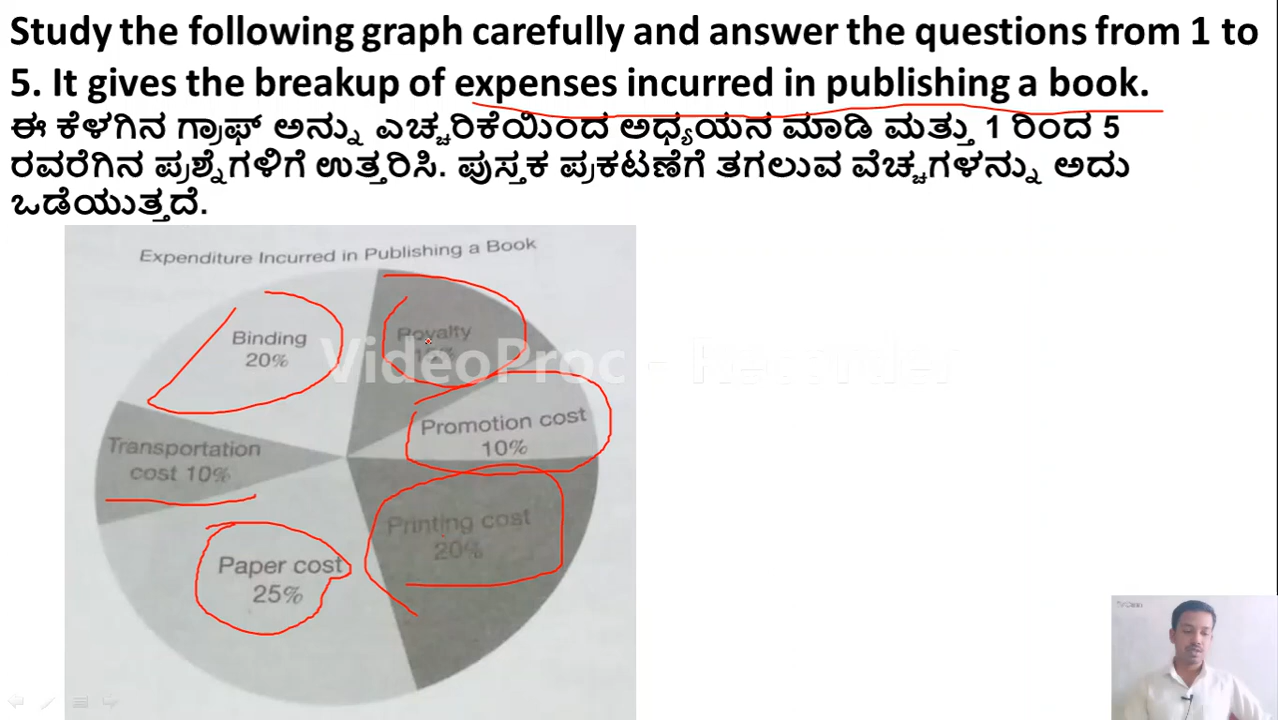 Study the following graph carefully and answer the questions from 1 to
5. It gives the breakup of expenses incurred in publishing a book.
ಈ ಕೆಳಗಿನ ಗ್ರಾಫ್ ಅನ್ನು ಎಚ್ಚರಿಕೆಯಿಂದ ಅಧ್ಯಯನ ಮಾಡಿ ಮತ್ತು 1 ರಿಂದ 5
ರವರೆಗಿನ ಪ್ರಶ್ನೆಗಳಿಗೆ ಉತ್ತರಿಸಿ. ಪುಸ್ತಕ ಪ್ರಕಟಣೆಗೆ ತಗಲುವ ವೆಚ್ಚಗಳನ್ನು ಅದು
ಒಡೆಯುತ್ತದೆ.
Expenditure Incurred in Publishing a Book
Binding
20%
Royalty
Promotion cost
10%
Transportation
cost 10%
Printing cost
20%
Paper cost
25%
VideoProc - Recorder